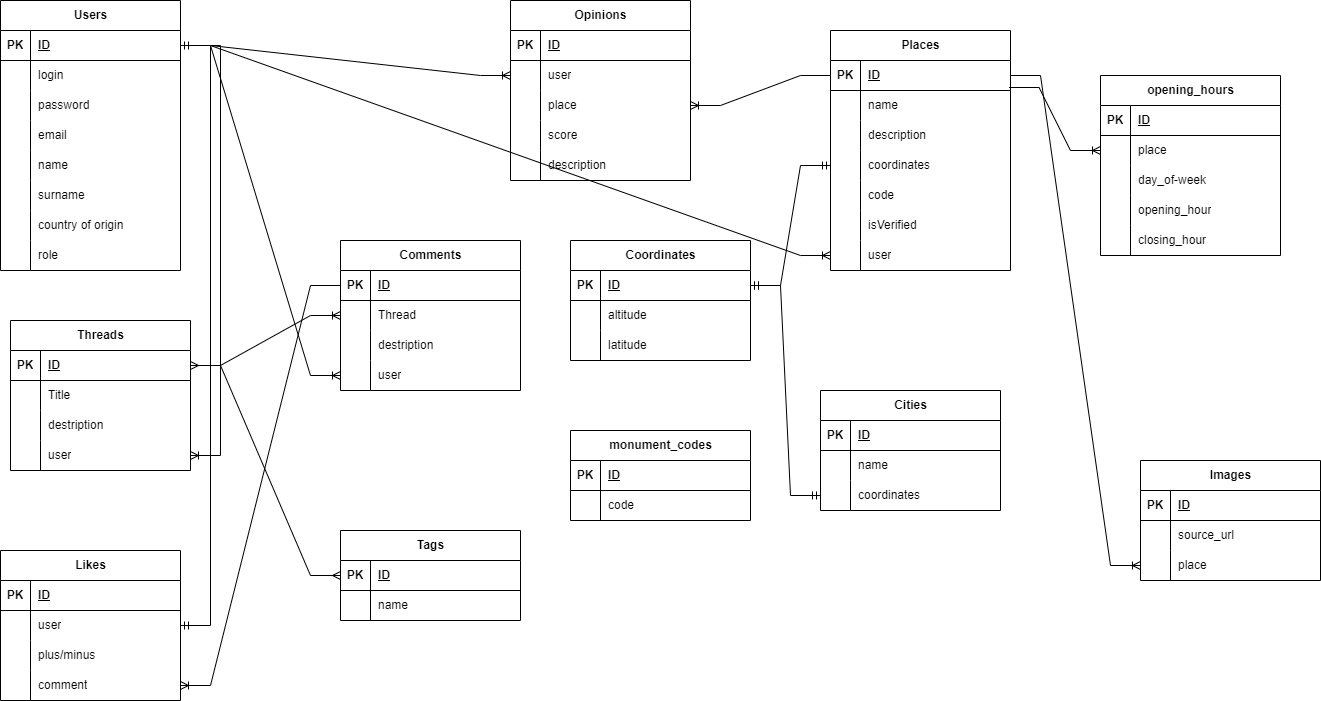 Users
PK ID
login
password
email
name
surname
country of origin
role
Opinions
PK ID
user
place
score
description
Places
PK ID
name
description
coordinates
code
isVerified
user
opening_hours
PK ID
place
day_of-week
opening_hour
closing_hour
Comments
PK ID
Thread
destription
user
Coordinates
PK ID
altitude
latitude
Threads
PK ID
Title
destription
user
Cities
PK ID
name
coordinates
monument_codes
PK ID
code
Images
PK ID
source_url
place
Tags
PK ID
name
Likes
PK ID
user
plus/minus
comment